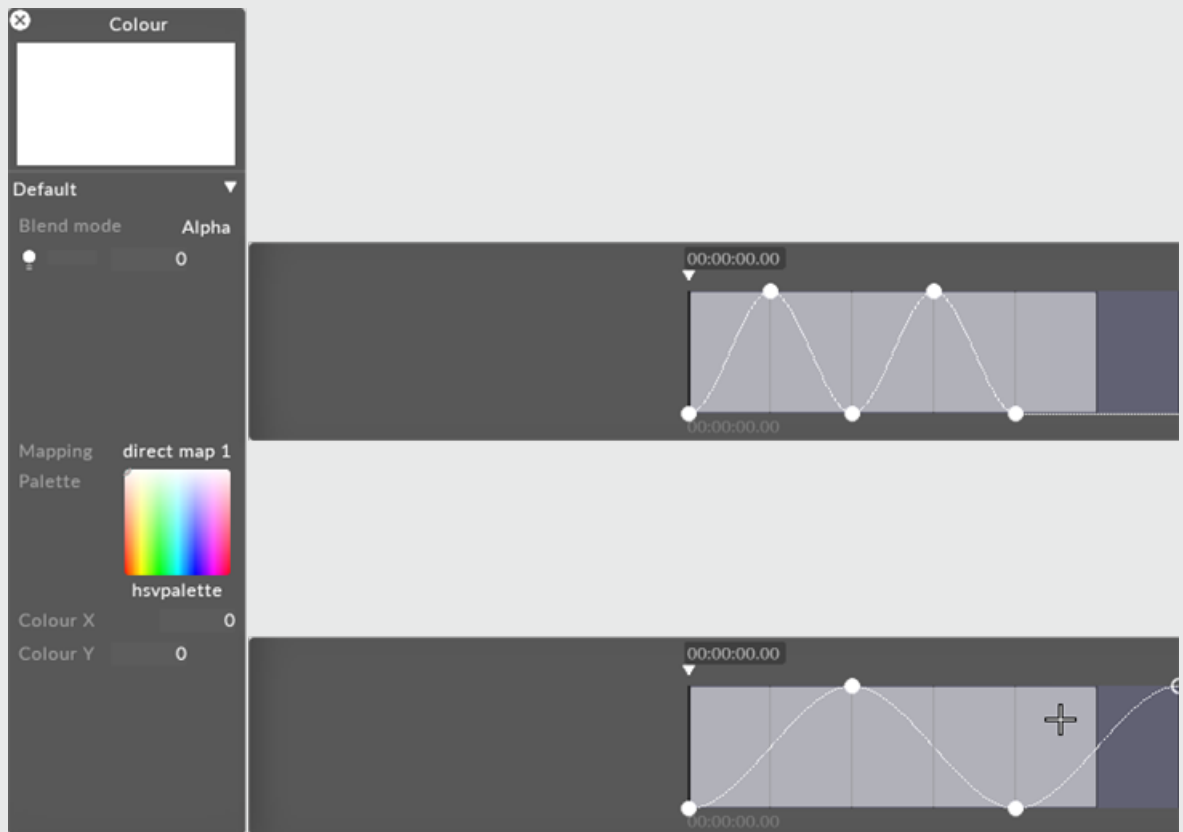 Colour
Default
Blend mode Alpha
0
00:00:00.00
00:00:00.00
Mapping direct map 1
Palette
hsvpalette
Colour X 0
Colour Y 0
00:00:00.00
00:00:00.00